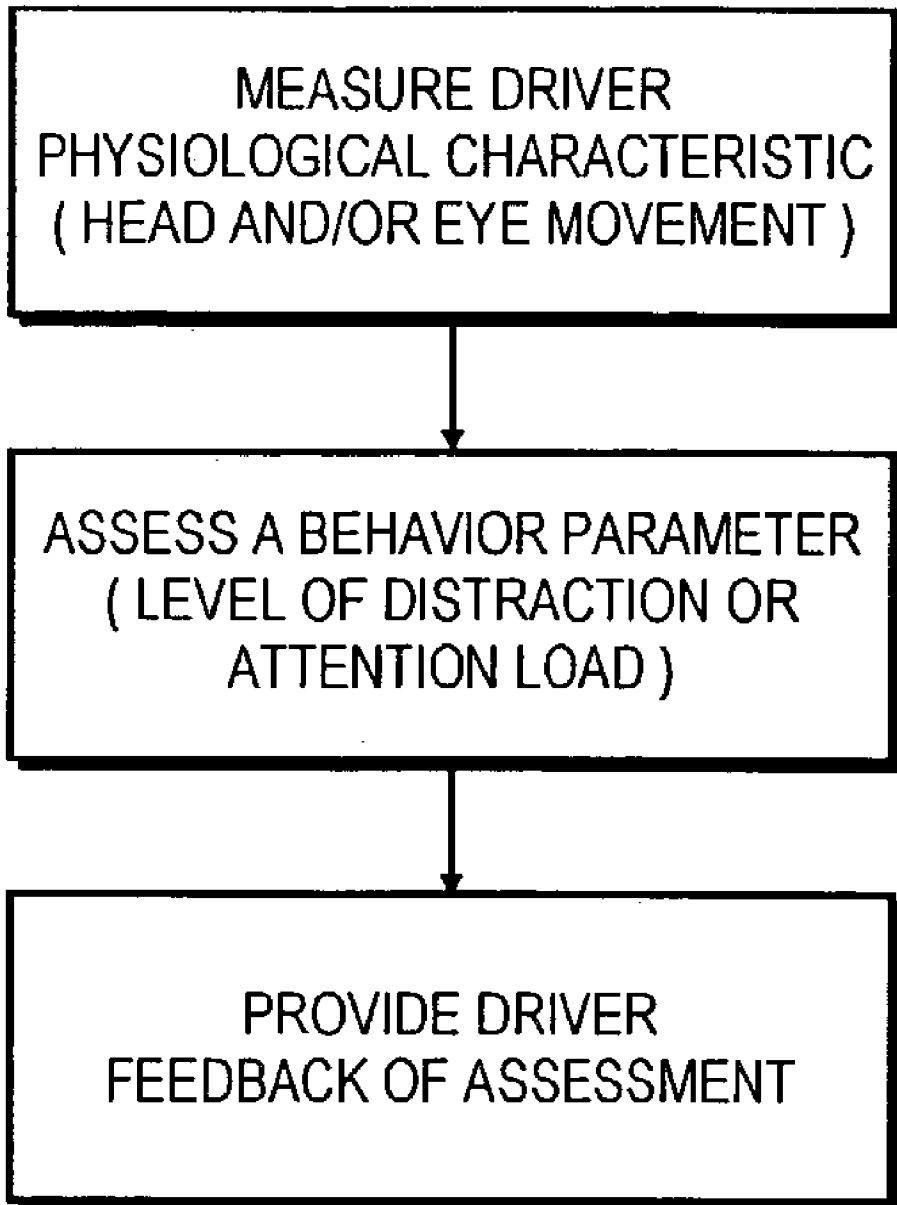 MEASURE DRIVER
PHYSIOLOGICAL CHARACTERISTIC
( HEAD AND/OR EYE MOVEMENT )
ASSESS A BEHAVIOR PARAMETER
( LEVEL OF DISTRACTION OR
ATTENTION LOAD )
PROVIDE DRIVER
FEEDBACK OF ASSESSMENT